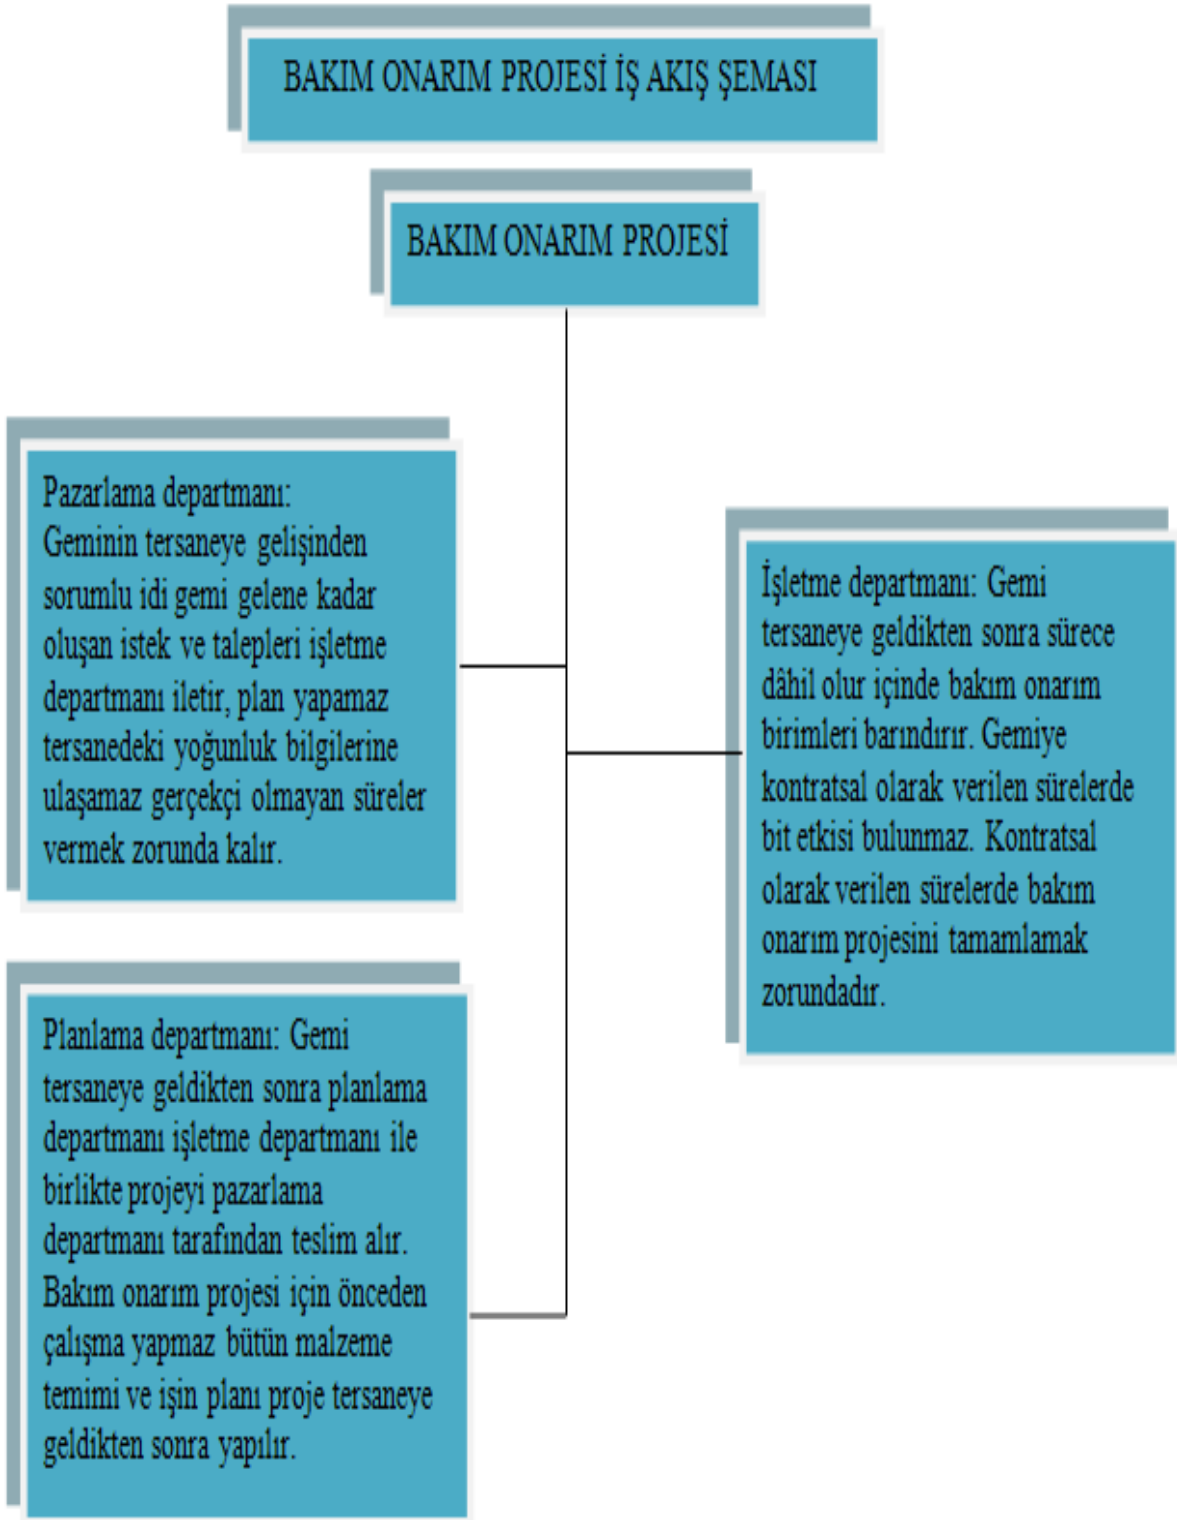 BAKIM ONARIM PROJESİ İŞ AKIŞ ŞEMASI
BAKIM ONARIM PROJESİ
Pazarlama departmanı:
Geminin tersaneye gelişinden
sorumlu idi gemi gelene kadar
oluşan istek ve talepleri işletme
departmanı iletir, plan yapamaz
tersanedeki yoğunluk bilgilerine
ulaşamaz gerçekçi olmayan süreler
vermek zorunda kalır.
İşletme departmanı: Gemi
tersaneye geldikten sonra sürece
dâhil olur içinde bakım onarım
birimleri barındırır. Gemiye
kontratsal olarak verilen sürelerde
bit etkisi bulunmaz. Kontratsal
olarak verilen sürelerde bakım
onarım projesini tamamlamak
zorundadır.
Planlama departmanı: Gemi
tersaneye geldikten sonra planlama
departmanı işletme departmanı ile
birlikte projeyi pazarlama
departmanı tarafından teslim alır.
Bakım onarım projesi için önceden
çalışma yapmaz bütün malzeme
temimi ve işin planı proje tersaneye
geldikten sonra yapılır.